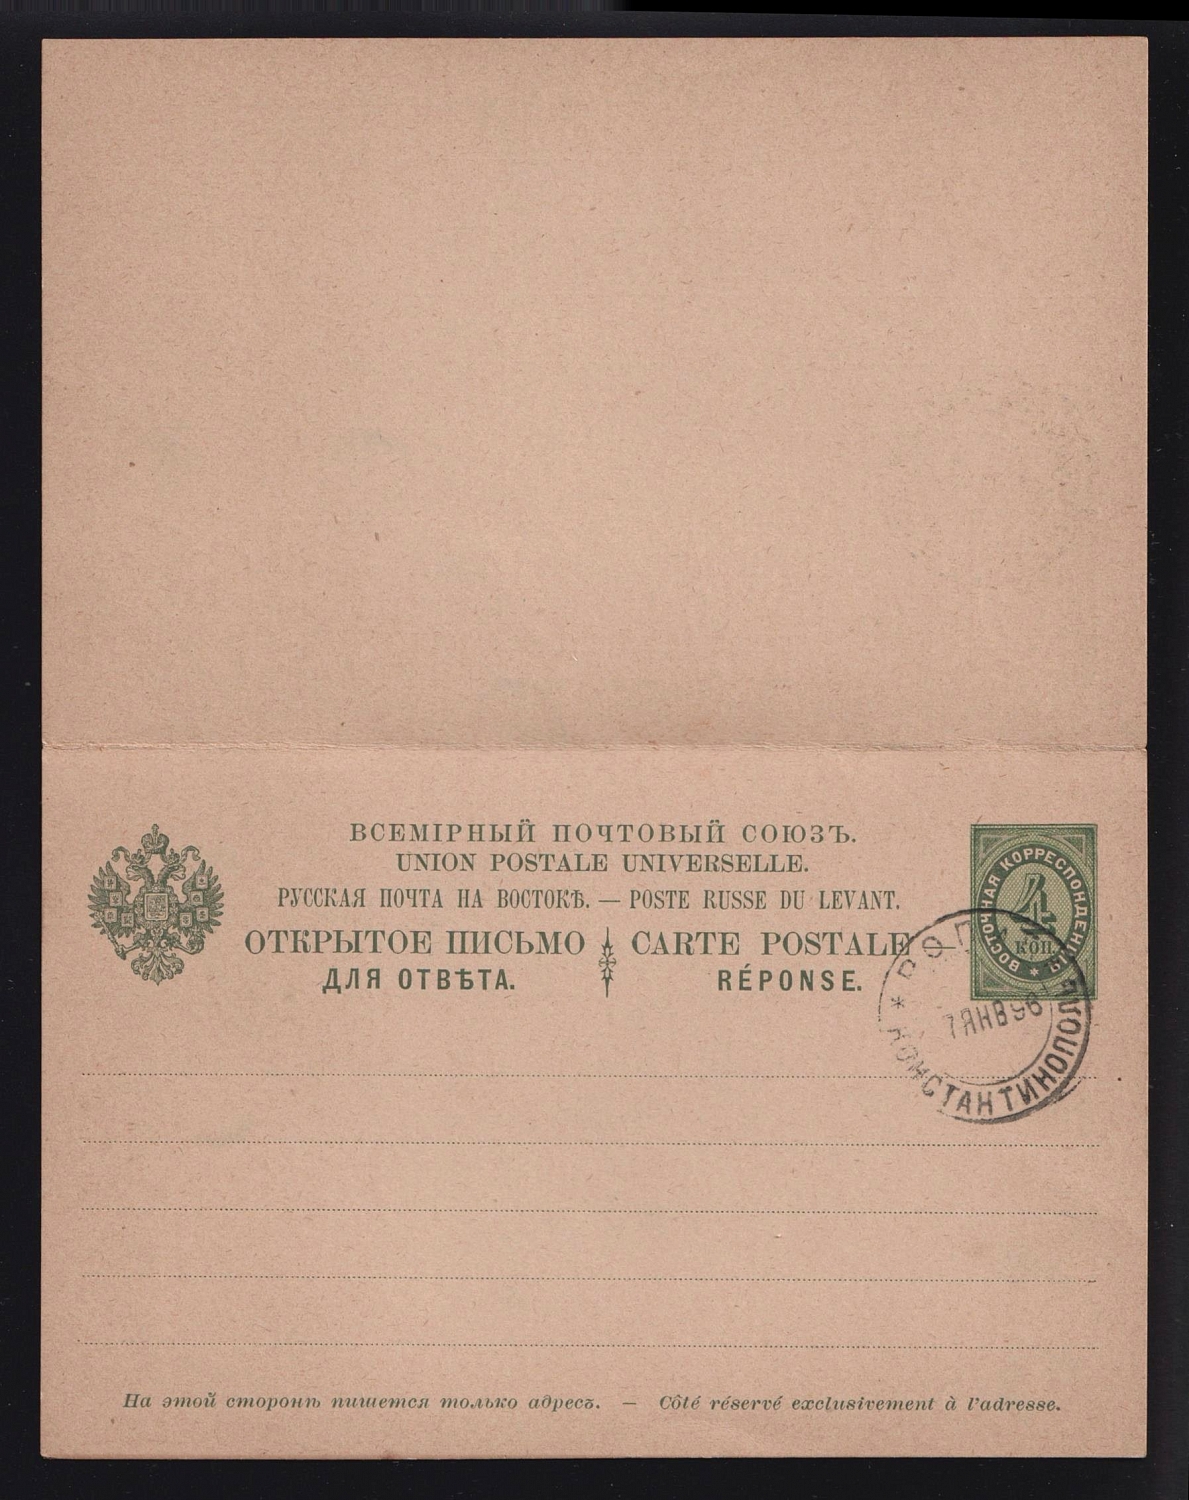 ВСЕМІРНЫЙ ПОЧТОВЫЙ СОЮЗЪ.
UNION POSTALE UNIVERSELLE.
РУССКАЯ ПОЧТА НА ВОСТОКѢ. — POSTE RUSSE DU LEVANT.
ОТКРЫТОЕ ПИСЬМО CARTE POSTALE
ДЛЯ ОТВѢТА. RÉPONSE.
ВОСТОЧНАЯ КОРРЕСПОНДЕНЦІЯ *
4
КОП.
7 ЯНВ 96
КОНСТАНТИНОПОЛЬ
На этой сторонѣ пишется только адресъ. — Côté réservé exclusivement à l'adresse.